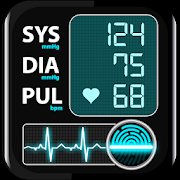 SYS 124
mmHg
DIA 75
mmHg
PUL 68
bpm